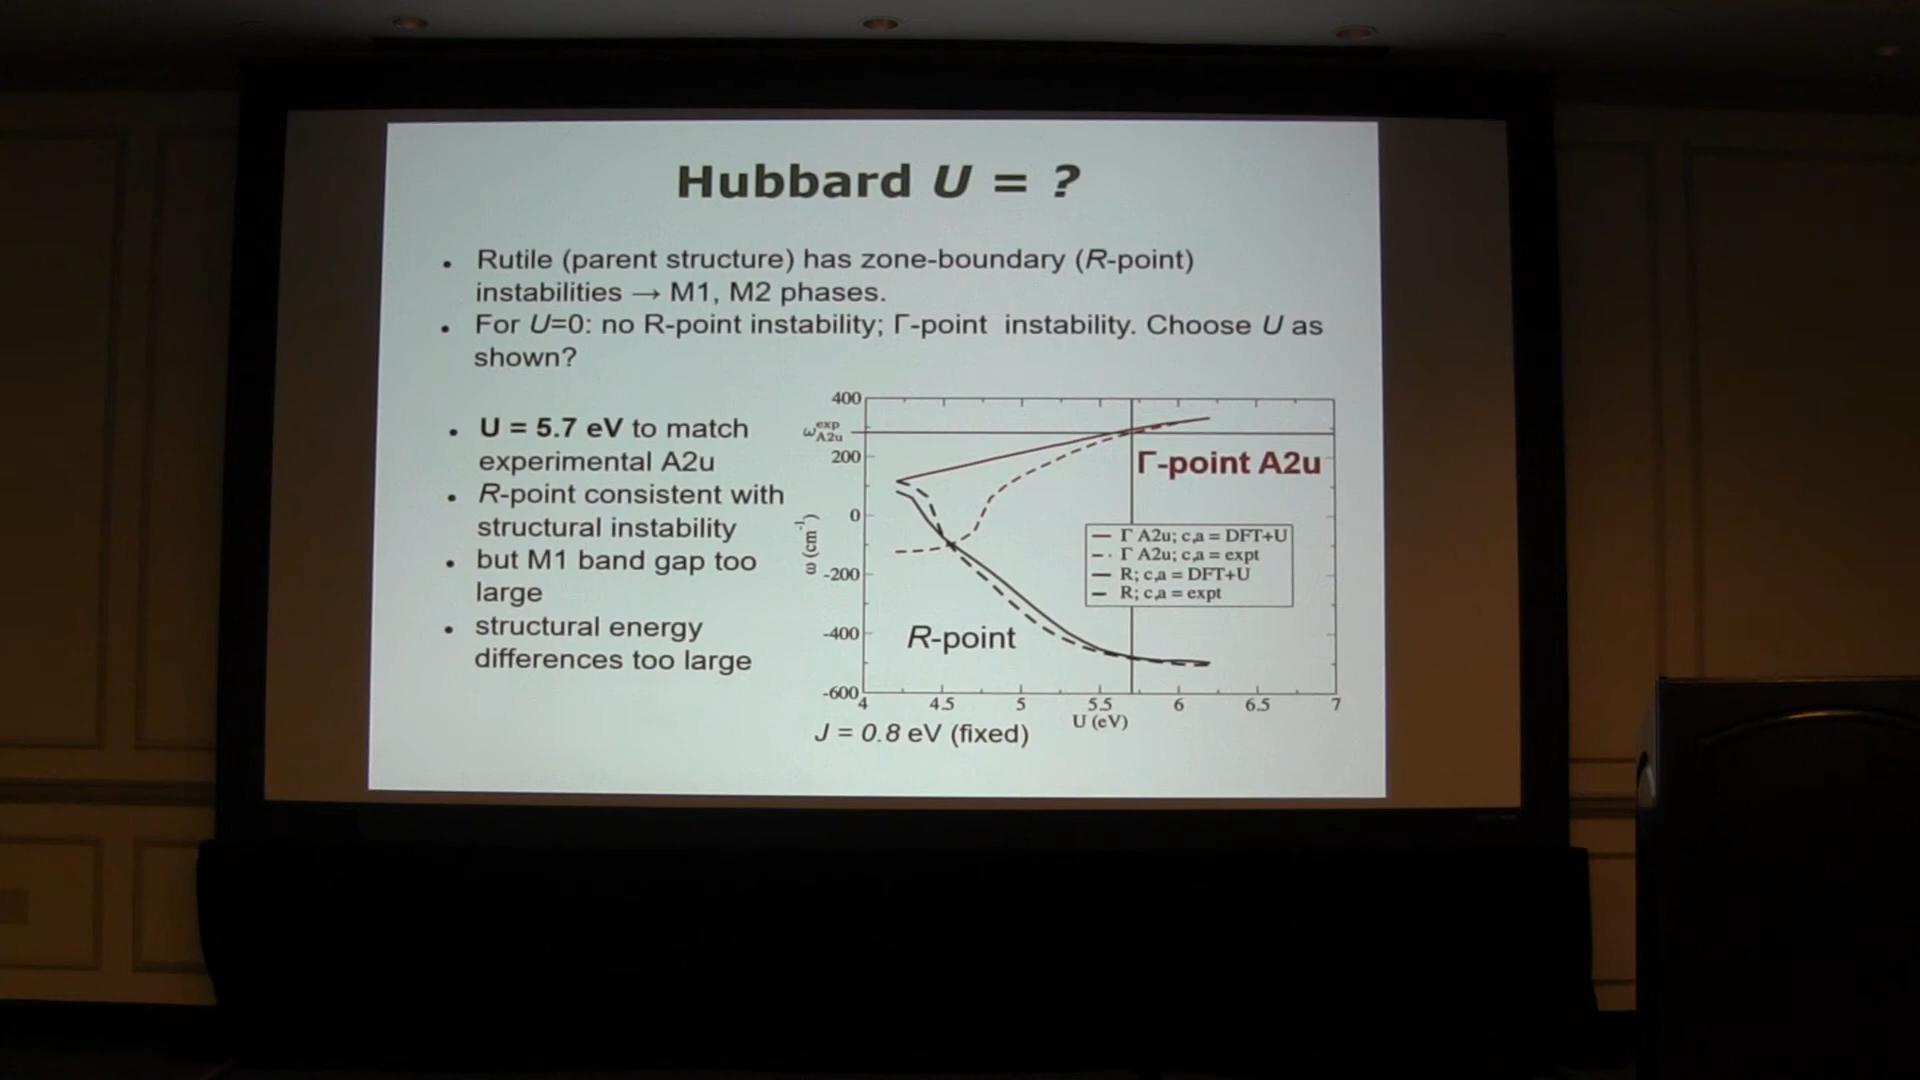 Hubbard U = ?
• Rutile (parent structure) has zone-boundary (R-point)
instabilities → M1, M2 phases.
• For U=0: no R-point instability; Γ-point instability. Choose U as
shown?
• U = 5.7 eV to match
experimental A2u
• R-point consistent with
structural instability
• but M1 band gap too
large
• structural energy
differences too large
400
ω exp A2u
200
0
-200
-400
-600
ω (cm⁻¹)
Γ-point A2u
Γ A2u; c,a = DFT+U
Γ A2u; c,a = expt
R; c,a = DFT+U
R; c,a = expt
R-point
4 4.5 5 5.5 6 6.5 7
U (eV)
J = 0.8 eV (fixed)